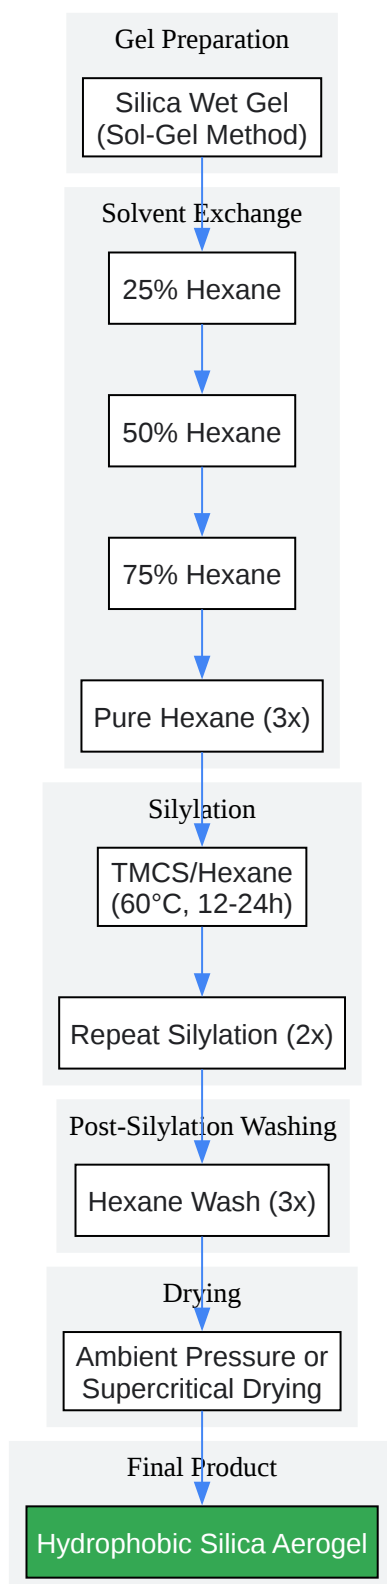 Gel Preparation
Silica Wet Gel
(Sol-Gel Method)
Solvent Exchange
25% Hexane
50% Hexane
75% Hexane
Pure Hexane (3x)
Silylation
TMCS/Hexane
(60°C, 12-24h)
Repeat Silylation (2x)
Post-Silylation Washing
Hexane Wash (3x)
Drying
Ambient Pressure or
Supercritical Drying
Final Product
Hydrophobic Silica Aerogel